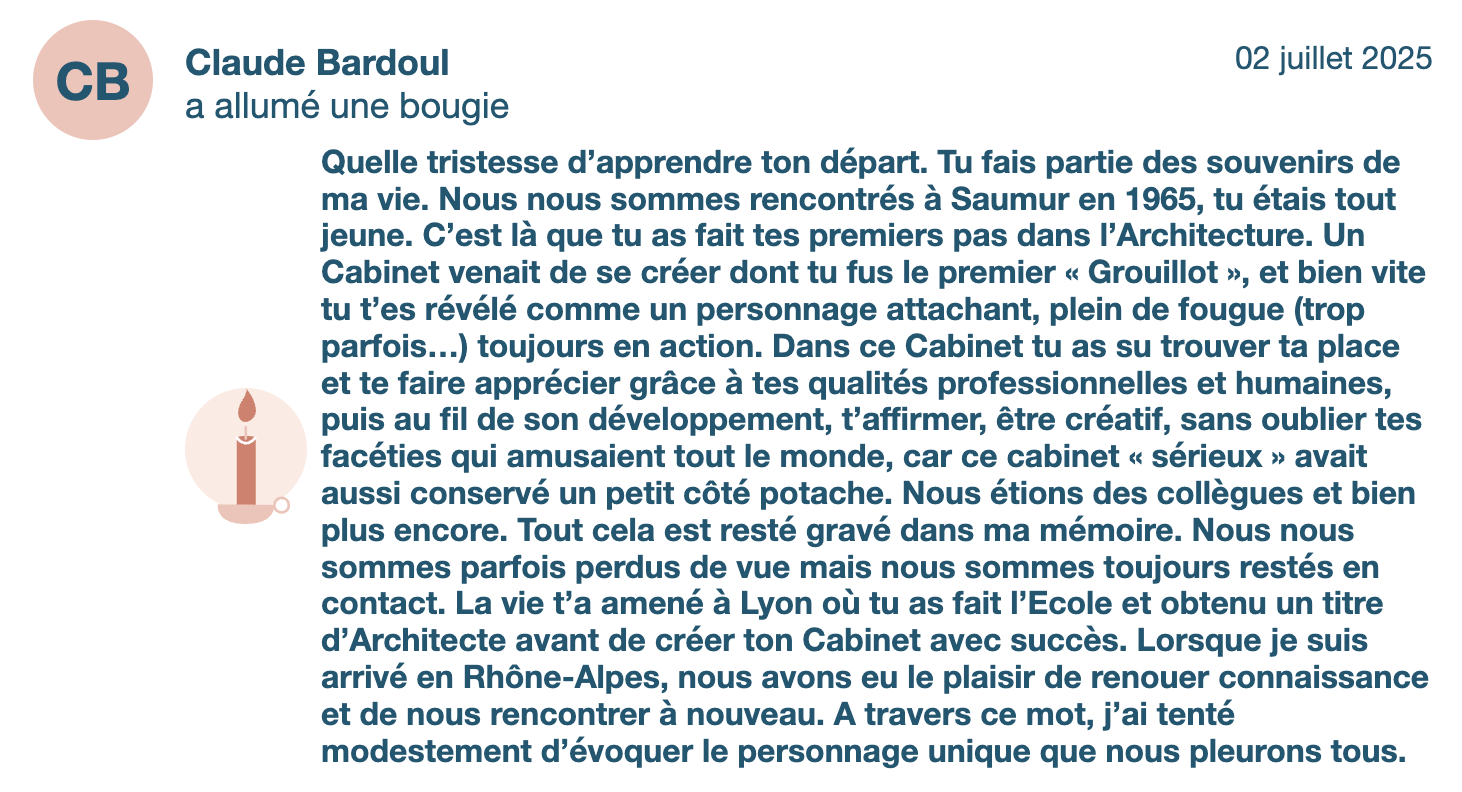 CB
Claude Bardoul
a allumé une bougie
02 juillet 2025
Quelle tristesse d’apprendre ton départ. Tu fais partie des souvenirs de
ma vie. Nous nous sommes rencontrés à Saumur en 1965, tu étais tout
jeune. C’est là que tu as fait tes premiers pas dans l’Architecture. Un
Cabinet venait de se créer dont tu fus le premier « Grouillot », et bien vite
tu t’es révélé comme un personnage attachant, plein de fougue (trop
parfois…) toujours en action. Dans ce Cabinet tu as su trouver ta place
et te faire apprécier grâce à tes qualités professionnelles et humaines,
puis au fil de son développement, t’affirmer, être créatif, sans oublier tes
facéties qui amusaient tout le monde, car ce cabinet « sérieux » avait
aussi conservé un petit côté potache. Nous étions des collègues et bien
plus encore. Tout cela est resté gravé dans ma mémoire. Nous nous
sommes parfois perdus de vue mais nous sommes toujours restés en
contact. La vie t’a amené à Lyon où tu as fait l’Ecole et obtenu un titre
d’Architecte avant de créer ton Cabinet avec succès. Lorsque je suis
arrivé en Rhône-Alpes, nous avons eu le plaisir de renouer connaissance
et de nous rencontrer à nouveau. A travers ce mot, j’ai tenté
modestement d’évoquer le personnage unique que nous pleurons tous.